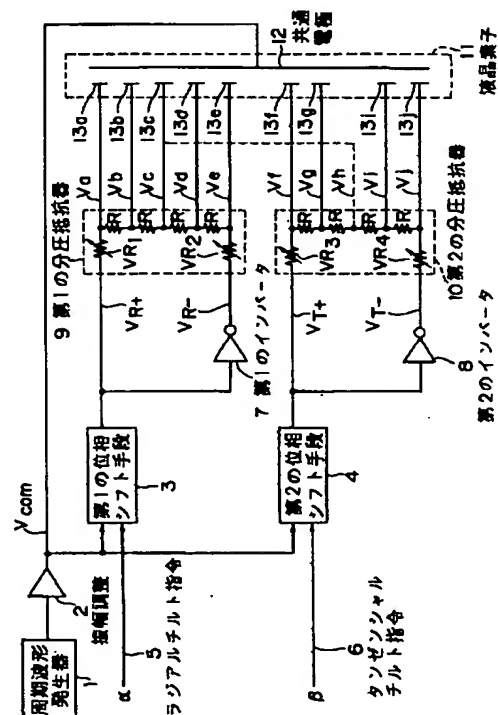 周期波形
発生器
1
2
振幅調整
Vcom
α
5
ラジアルチルト指令
β
6
タンゼンシャル
チルト指令
第1の位相
シフト手段
3
第2の位相
シフト手段
4
7 第1のインバータ
8
第2のインバータ
VR+
VR-
VT+
VT-
9 第1の分圧抵抗器
10 第2の分圧抵抗器
VR1
R
R
R
R
VR2
VR3
R
R
R
R
VR4
Va
Vb
Vc
Vd
Ve
Vf
Vg
Vh
Vi
Vj
13a
13b
13c
13d
13e
13f
13g
13i
13j
12
共通
電極
11
液晶素子